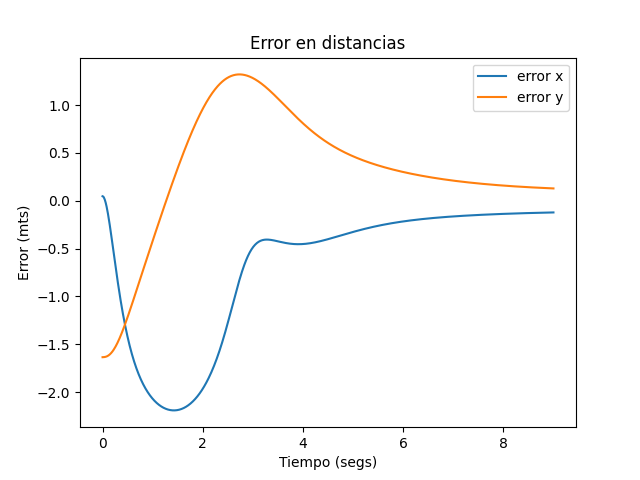 Error en distancias
error x
error y
1.0
0.5
0.0
−0.5
−1.0
−1.5
−2.0
Error (mts)
0 2 4 6 8
Tiempo (segs)